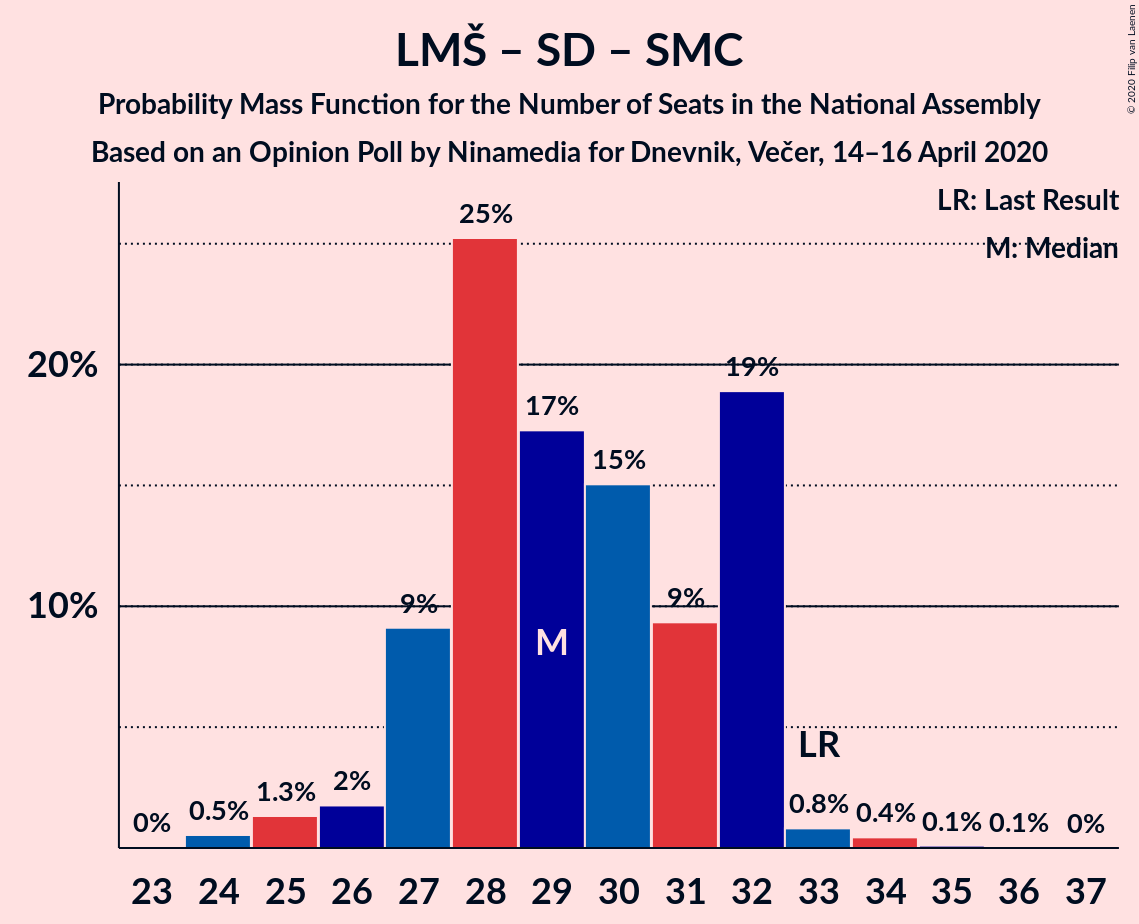 LMŠ – SD – SMC
Probability Mass Function for the Number of Seats in the National Assembly
Based on an Opinion Poll by Ninamedia for Dnevnik, Večer, 14–16 April 2020
© 2020 Filip van Laenen
LR: Last Result
M: Median
20%
10%
0%
0.5%
1.3%
2%
9%
25%
17%
15%
9%
19%
0.8%
0.4%
0.1%
0.1%
0%
M
LR
23 24 25 26 27 28 29 30 31 32 33 34 35 36 37